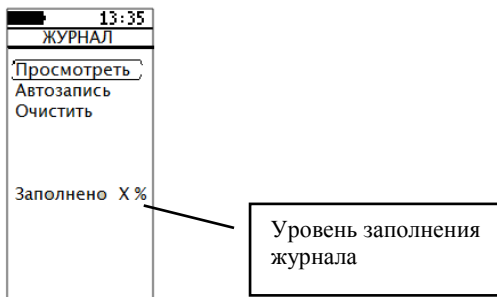 13:35
ЖУРНАЛ
Просмотреть
Автозапись
Очистить
Заполнено X %
Уровень заполнения
журнала